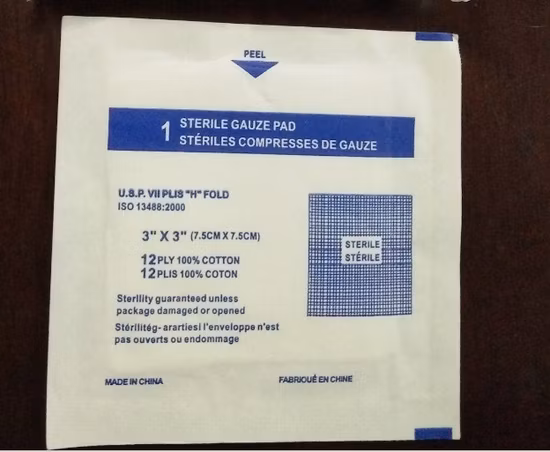 PEEL
1 STERILE GAUZE PAD
STÉRILES COMPRESSES DE GAUZE
U.S.P. VII PLIS "H" FOLD
ISO 13488:2000
3" X 3" (7.5CM X 7.5CM)
12 PLY 100% COTTON
12 PLIS 100% COTON
STERILE
STÉRILE
Sterility guaranteed unless
package damaged or opened
Stérilitég-arartiesi l'enveloppe n'est
pas ouverts ou endommage
MADE IN CHINA
FABRIQUÉ EN CHINE